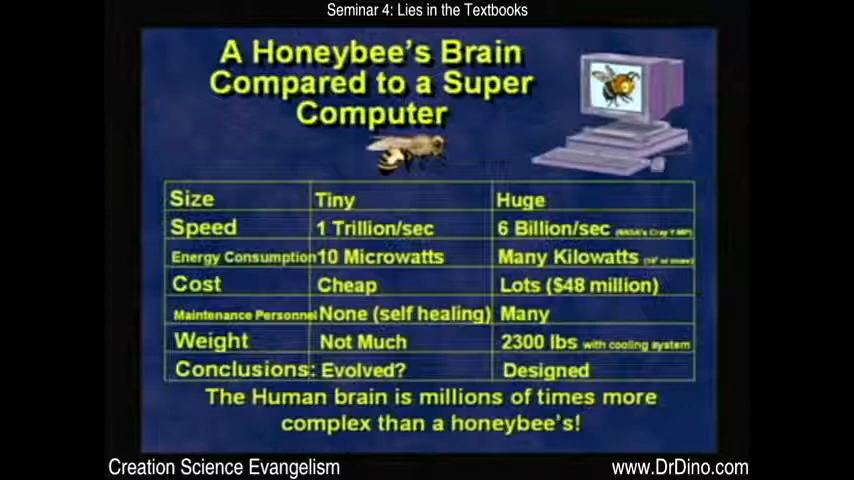 Seminar 4: Lies in the Textbooks
A Honeybee's Brain
Compared to a Super
Computer
Size Tiny Huge
Speed 1 Trillion/sec 6 Billion/sec (NASA's Cray Y-MP)
Energy Consumption 10 Microwatts Many Kilowatts
Cost Cheap Lots ($48 million)
Maintenance Personnel None (self healing) Many
Weight Not Much 2300 lbs with cooling system
Conclusions: Evolved? Designed
The Human brain is millions of times more
complex than a honeybee's!
Creation Science Evangelism www.DrDino.com